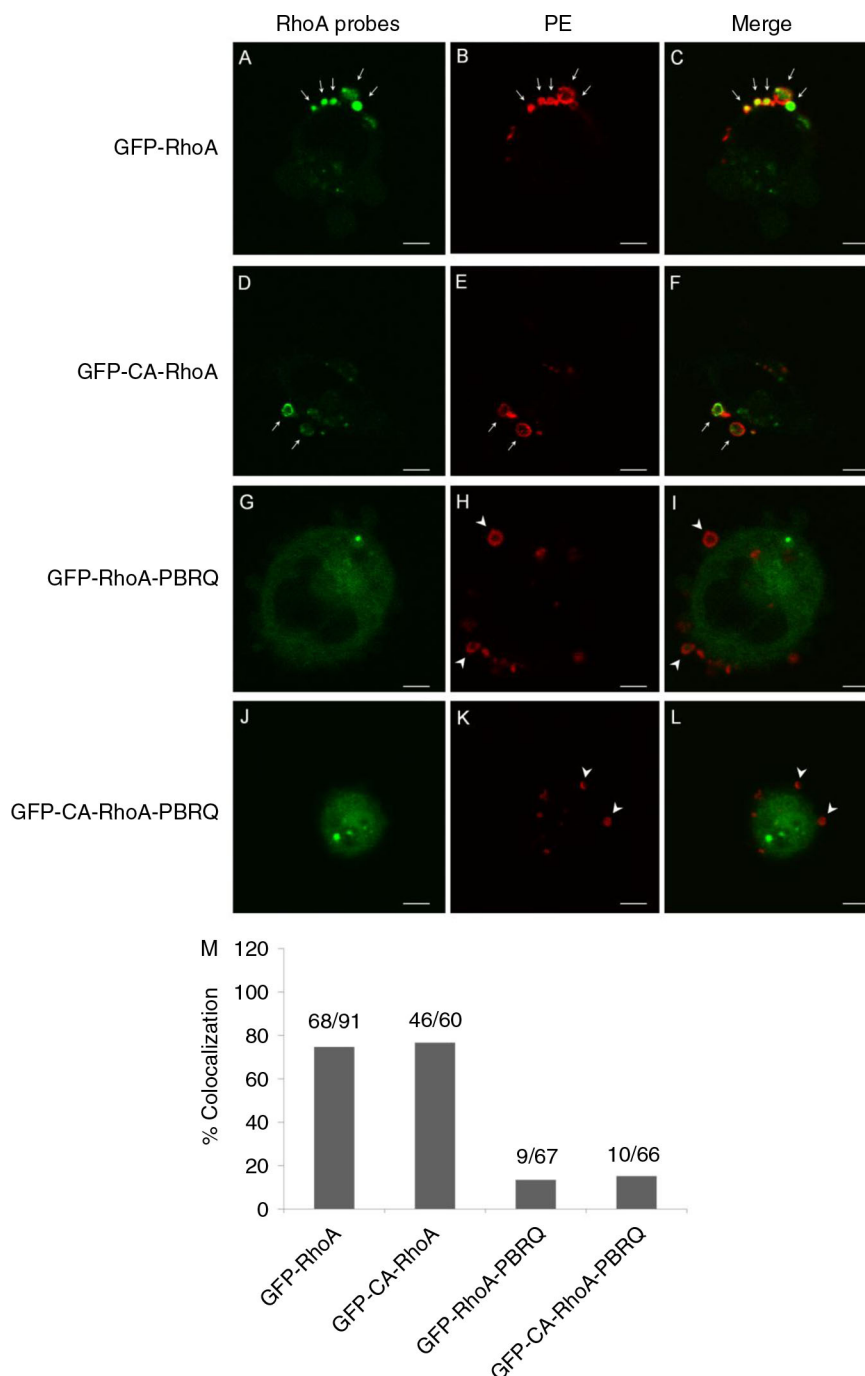 RhoA probes PE Merge
GFP-RhoA
A B C
GFP-CA-RhoA
D E F
GFP-RhoA-PBRQ
G H I
GFP-CA-RhoA-PBRQ
J K L
M
% Colocalization
120
100
80
60
40
20
0
68/91 46/60 9/67 10/66
GFP-RhoA
GFP-CA-RhoA
GFP-RhoA-PBRQ
GFP-CA-RhoA-PBRQ